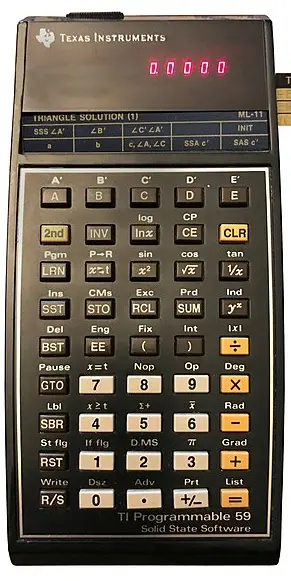 TEXAS INSTRUMENTS
0.0000
TRIANGLE SOLUTION (1) ML-11
SSS ∠A' ∠B' ∠C' ∠A' INIT
a b c,∠A,∠C SSA c' SAS c'
A' B' C' D' E'
A B C D E
log CP
2nd INV lnx CE CLR
Pgm P→R sin cos tan
LRN x⇄t x² √x 1/x
Ins CMs Exc Prd Ind
SST STO RCL SUM yˣ
Del Eng Fix Int |x|
BST EE ( ) ÷
Pause x=t Nop Op Deg
GTO 7 8 9 ×
Lbl x≥t Σ+ x̄ Rad
SBR 4 5 6 −
St flg If flg D.MS π Grad
RST 1 2 3 +
Write Dsz Adv Prt List
R/S 0 . +/− =
TI Programmable 59
Solid State Software